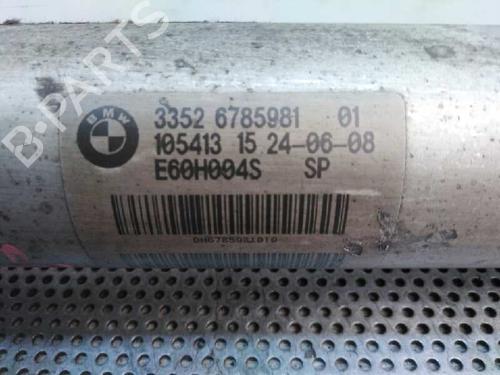 B-PARTS
BMW
3352 6785981 01
105413 15 24-06-08
E60H004S SP